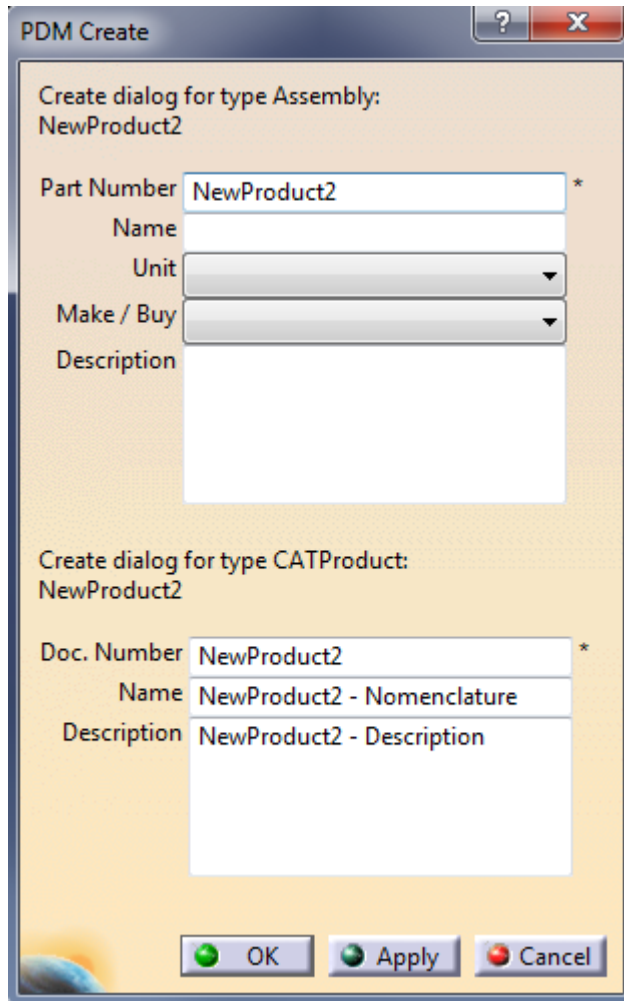 PDM Create
?
X
Create dialog for type Assembly:
NewProduct2
Part Number NewProduct2 *
Name
Unit
Make / Buy
Description
Create dialog for type CATProduct:
NewProduct2
Doc. Number NewProduct2 *
Name NewProduct2 - Nomenclature
Description NewProduct2 - Description
OK Apply Cancel